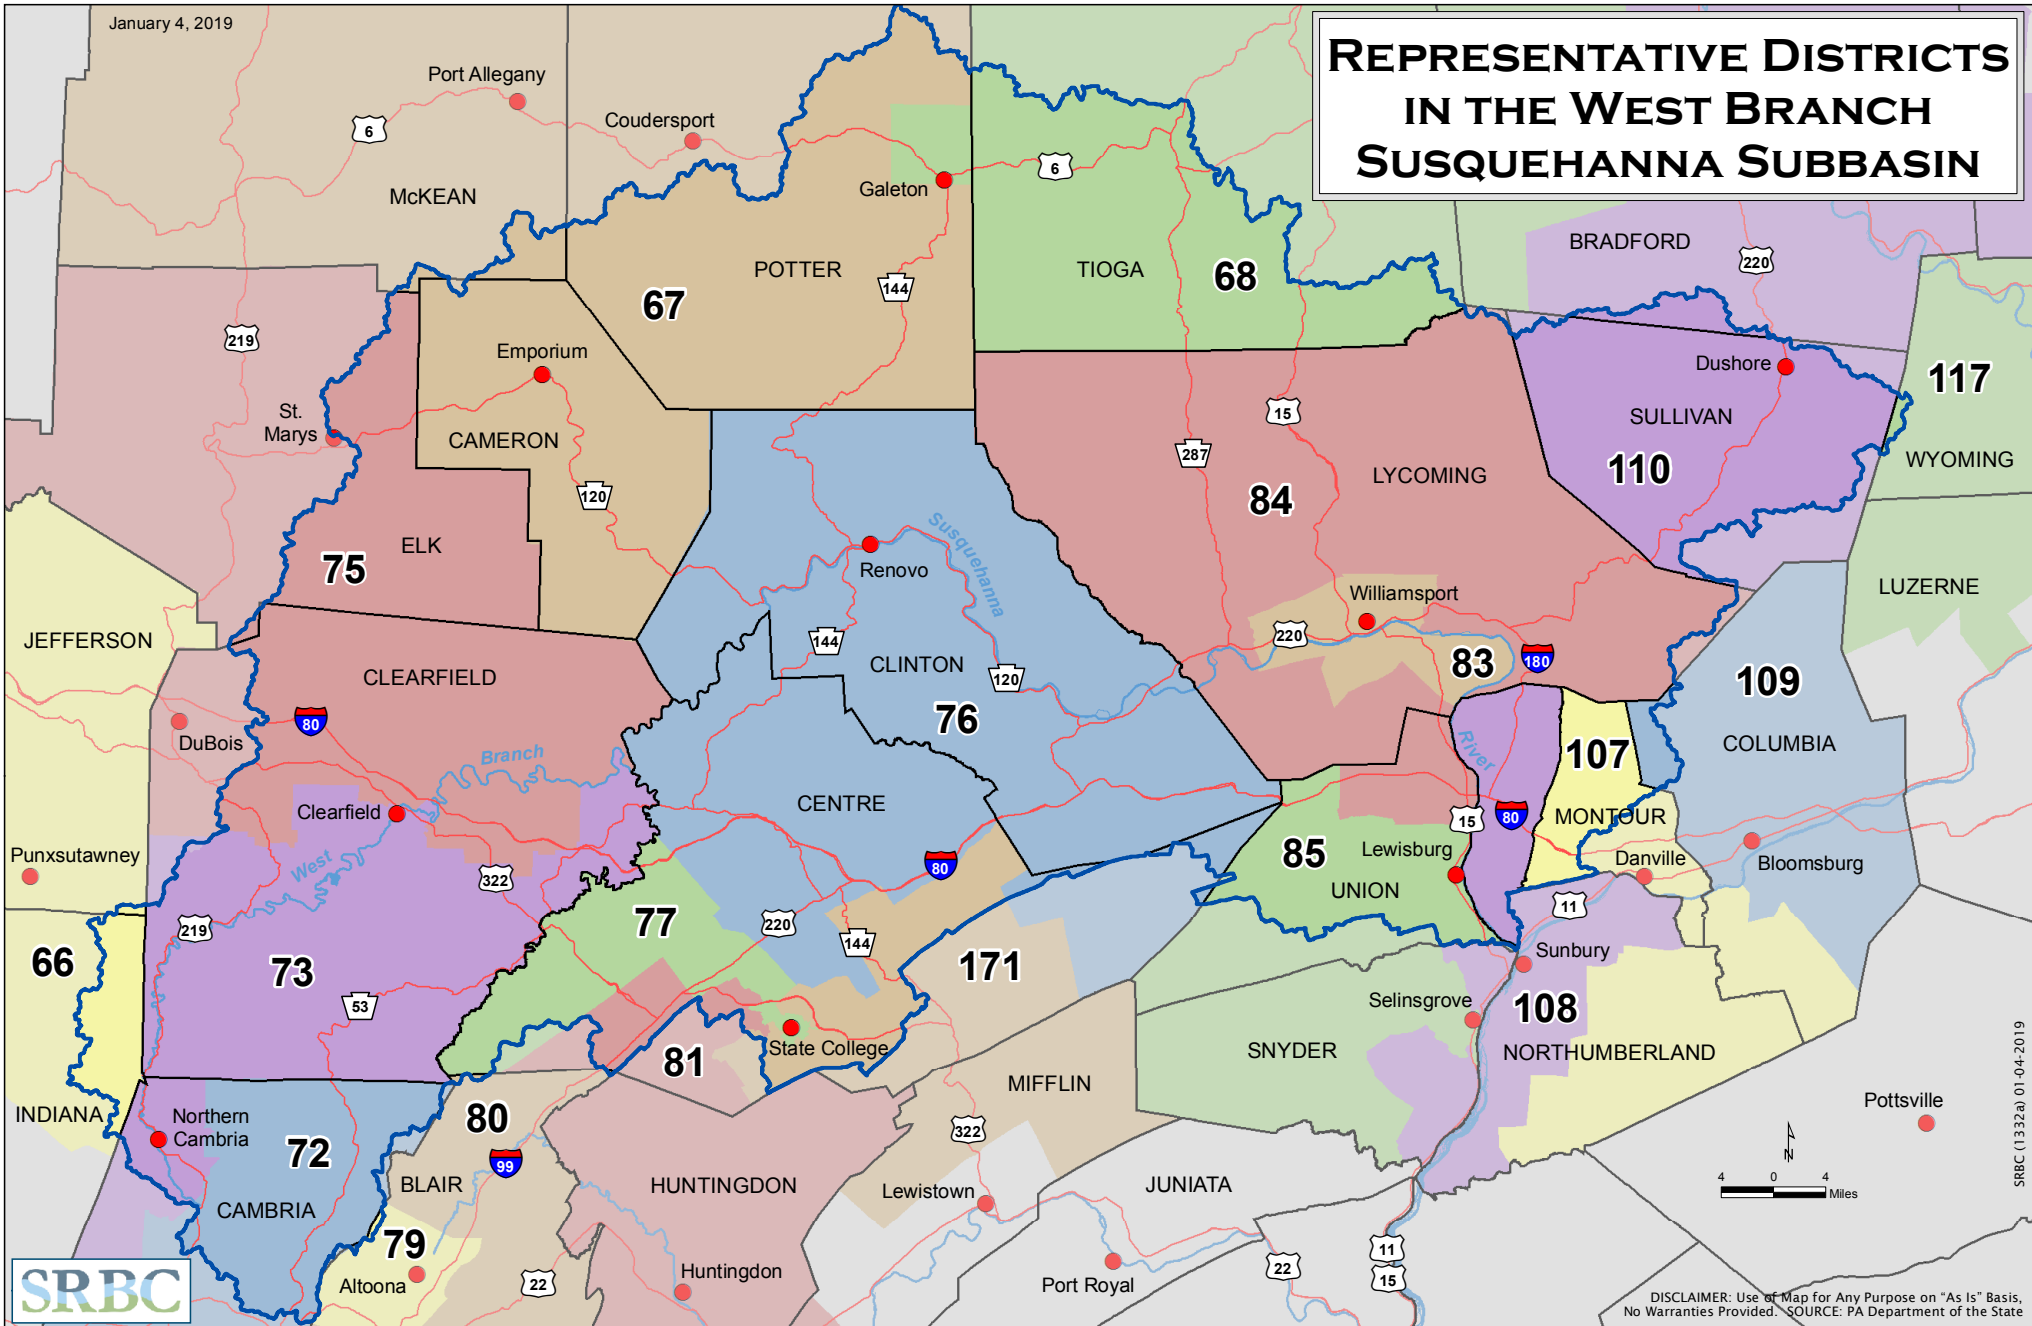 January 4, 2019
REPRESENTATIVE DISTRICTS
IN THE WEST BRANCH
SUSQUEHANNA SUBBASIN
Port Allegany
6
Coudersport
McKEAN
Galeton
6
BRADFORD
220
POTTER
TIOGA
68
67
144
219
Emporium
Dushore
117
St.
Marys
CAMERON
15
SULLIVAN
287
LYCOMING
110
WYOMING
120
84
Susquehanna
ELK
75
Renovo
Williamsport
LUZERNE
JEFFERSON
144
CLINTON
220
83
180
CLEARFIELD
120
109
76
80
DuBois
Branch
River
107
COLUMBIA
Clearfield
CENTRE
15
80
MONTOUR
Punxsutawney
West
322
80
85
Lewisburg
Danville
Bloomsburg
UNION
219
77
220
144
11
66
73
171
Sunbury
53
Selinsgrove
108
State College
81
SNYDER
NORTHUMBERLAND
MIFFLIN
INDIANA
Northern
Cambria
72
80
322
Pottsville
99
BLAIR
HUNTINGDON
Lewistown
JUNIATA
N
4 0 4
Miles
CAMBRIA
79
11
Altoona
22
Huntingdon
Port Royal
22
15
SRBC
SRBC (1332a) 01-04-2019
DISCLAIMER: Use of Map for Any Purpose on "As Is" Basis,
No Warranties Provided. SOURCE: PA Department of the State